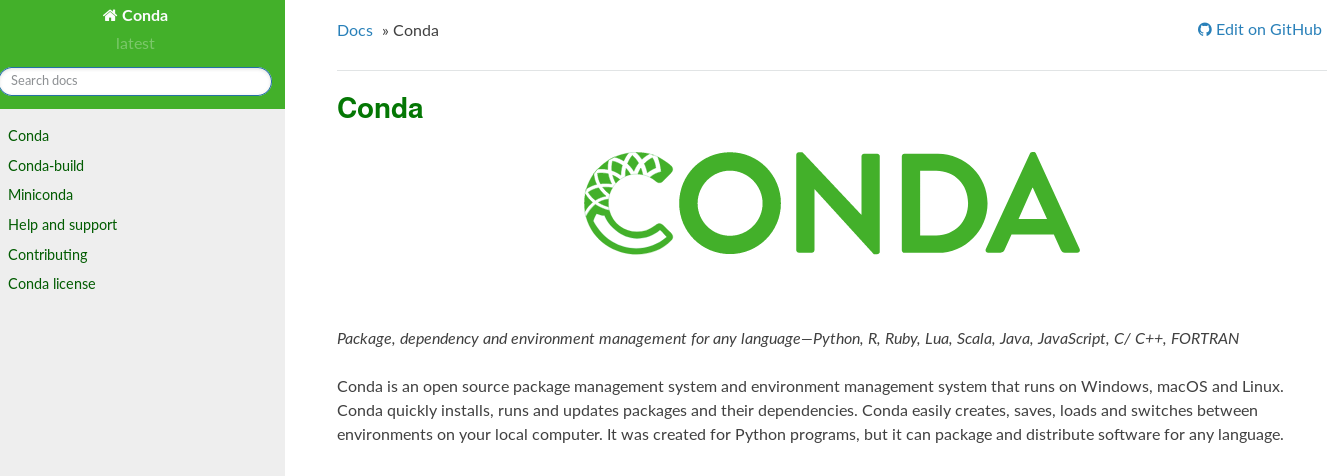 Conda
latest
Search docs
Conda
Conda-build
Miniconda
Help and support
Contributing
Conda license
Docs » Conda
Edit on GitHub
Conda
CONDA
Package, dependency and environment management for any language—Python, R, Ruby, Lua, Scala, Java, JavaScript, C/ C++, FORTRAN
Conda is an open source package management system and environment management system that runs on Windows, macOS and Linux.
Conda quickly installs, runs and updates packages and their dependencies. Conda easily creates, saves, loads and switches between
environments on your local computer. It was created for Python programs, but it can package and distribute software for any language.